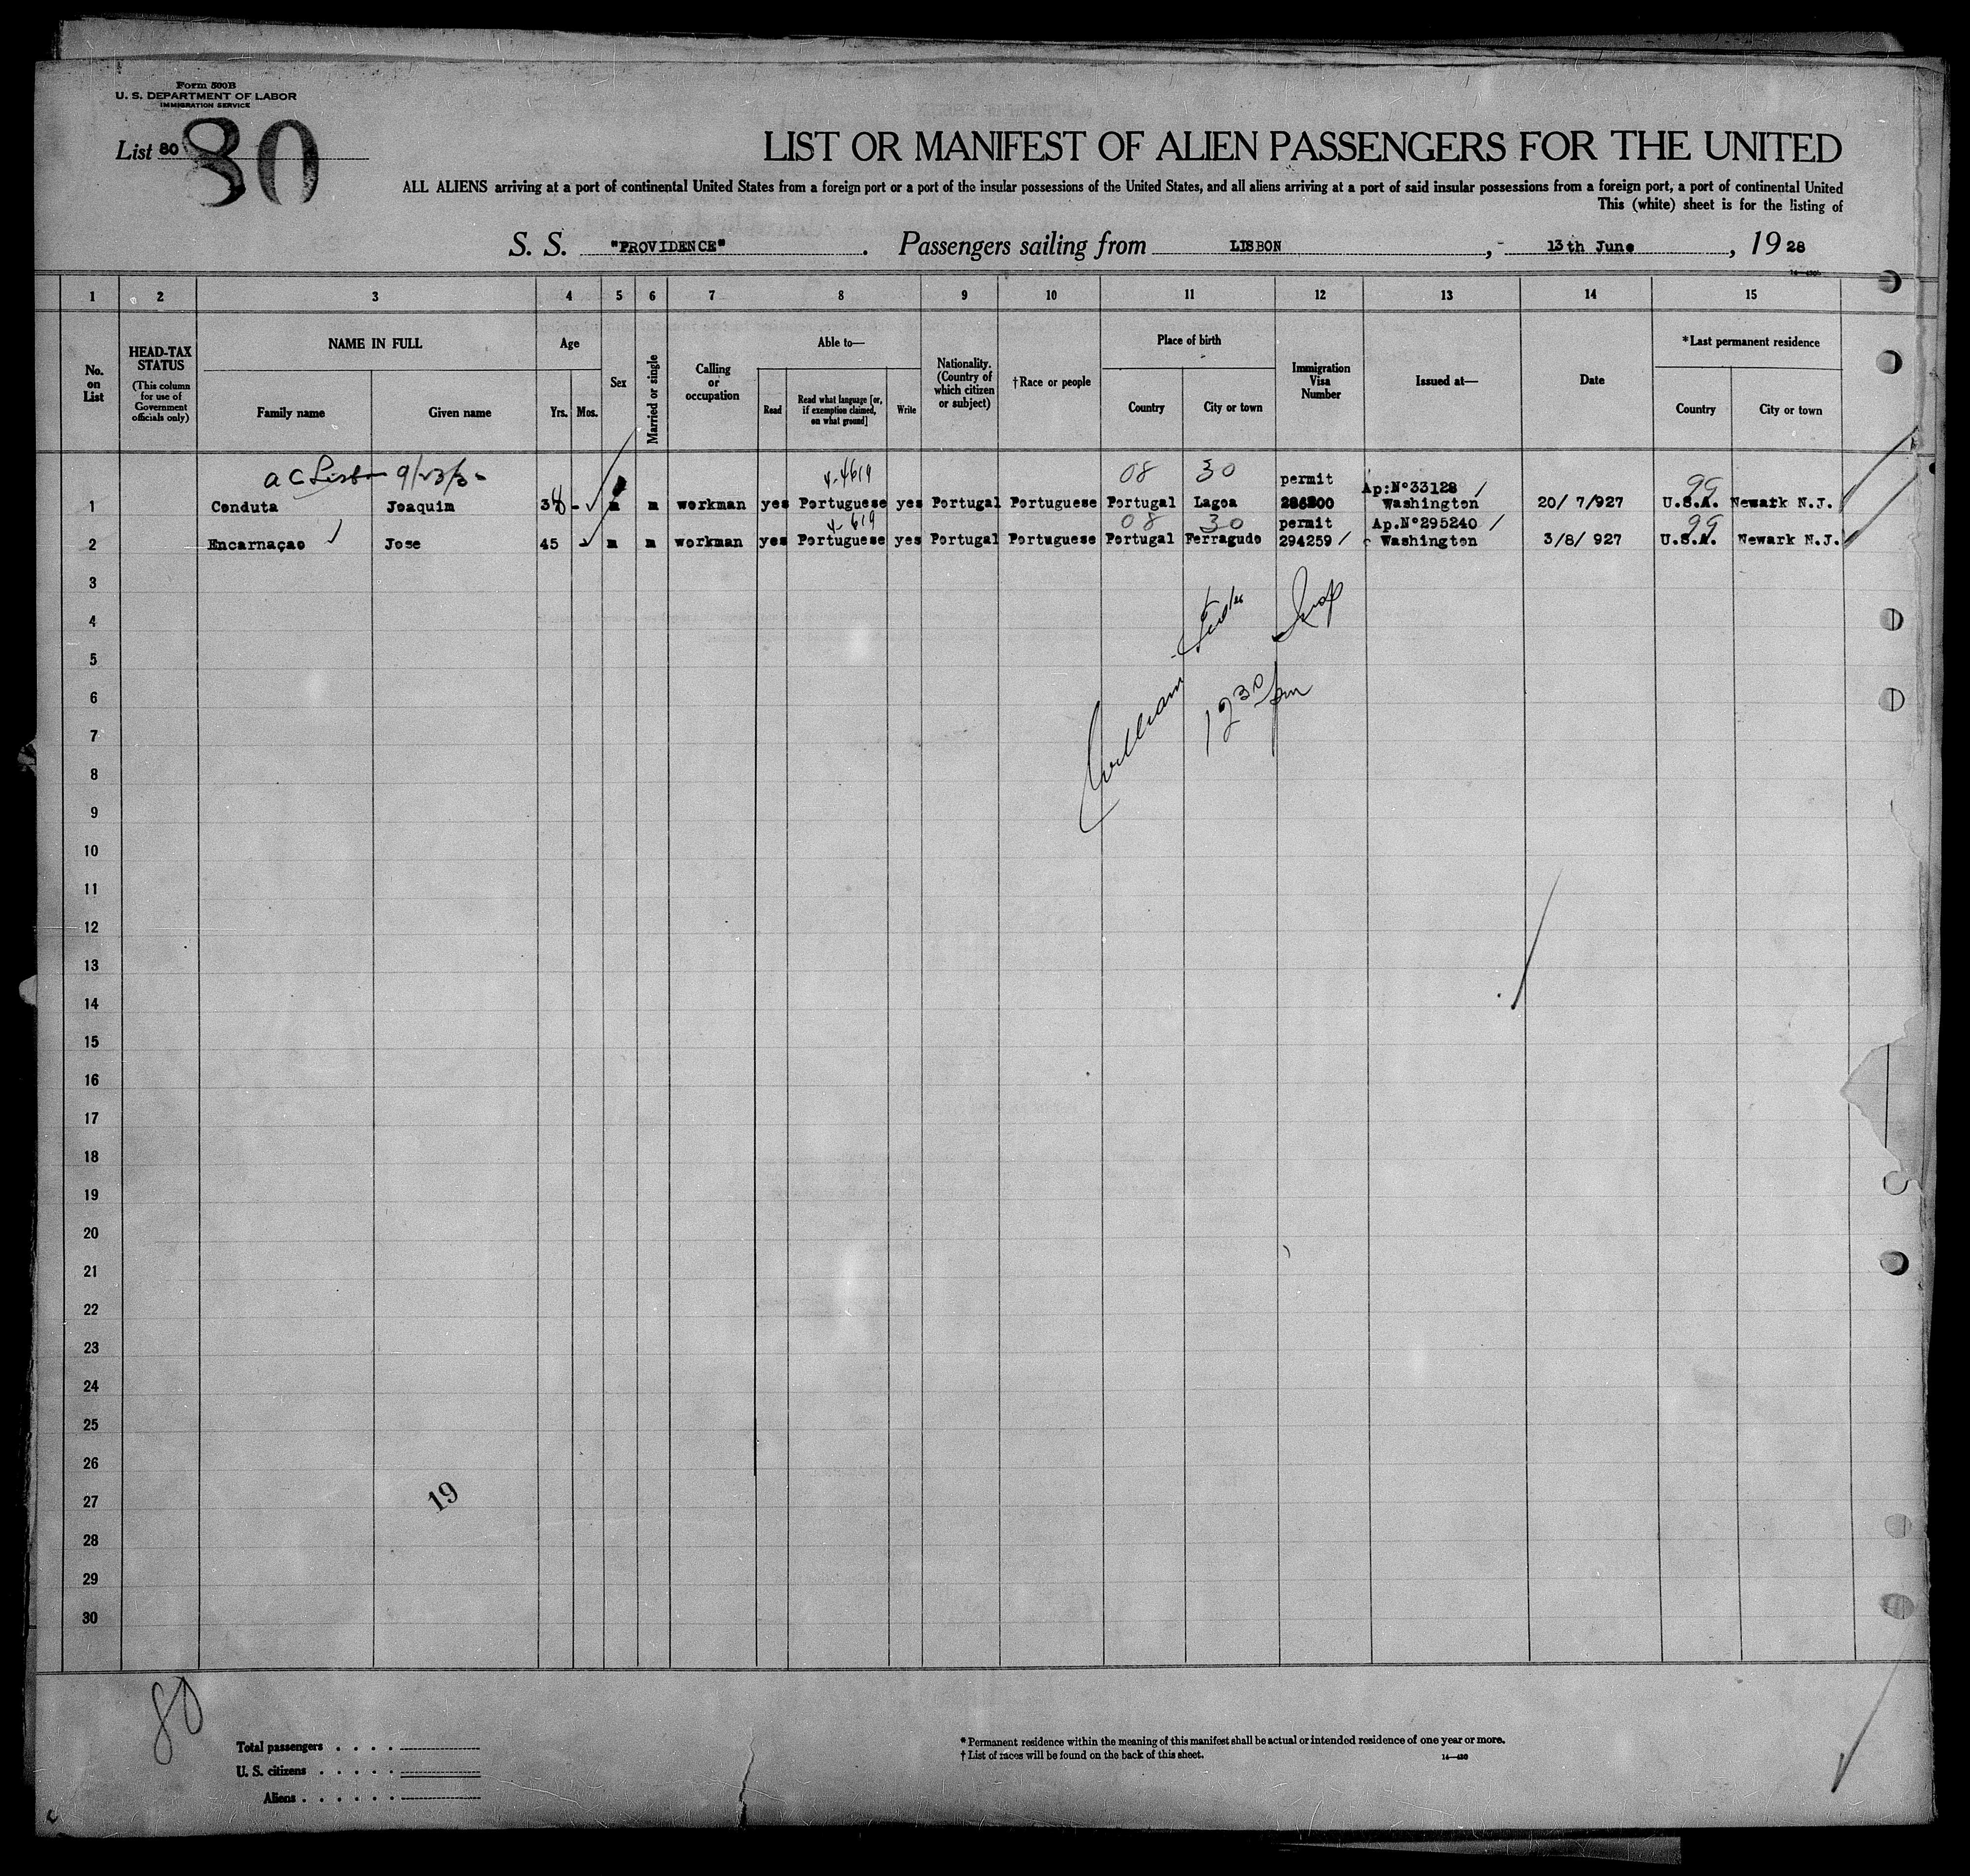 Form 500B
U. S. DEPARTMENT OF LABOR
IMMIGRATION SERVICE
List 80
80
LIST OR MANIFEST OF ALIEN PASSENGERS FOR THE UNITED
ALL ALIENS arriving at a port of continental United States from a foreign port or a port of the insular possessions of the United States, and all aliens arriving at a port of said insular possessions from a foreign port, a port of continental United
This (white) sheet is for the listing of
S. S. "PROVIDENCE". Passengers sailing from LISBON, 13th June, 1928
1 2 3 4 5 6 7 8 9 10 11 12 13 14 15
No. on List
HEAD-TAX STATUS
(This column for use of Government officials only)
NAME IN FULL
Family name Given name
Age
Yrs. Mos.
Sex
Married or single
Calling or occupation
Able to—
Read
Read what language [or, if exemption claimed, on what ground]
Write
Nationality. (Country of which citizen or subject)
†Race or people
Place of birth
Country City or town
Immigration Visa Number
Issued at—
Date
*Last permanent residence
Country City or town
08 30 permit Ap:Nº33128 99
1 Conduta Joaquim 38 - m m workman yes Portuguese yes Portugal Portuguese Portugal Lagoa Washington 20/ 7/927 U.S.A. Newark N.J.
08 30 permit Ap.Nº295240 99
2 Encarnaçao Jose 45 - m m workman yes Portuguese yes Portugal Portuguese Portugal Ferragudo 294259 Washington 3/8/ 927 U.S.A. Newark N.J.
3
4
5
6
7
8
9
10
11
12
13
14
15
16
17
18
19
20
21
22
23
24
25
26
27
28
29
30
William
12 30 pm
Insp
19
80
Total passengers
U. S. citizens
Aliens
*Permanent residence within the meaning of this manifest shall be actual or intended residence of one year or more.
†List of races will be found on the back of this sheet.